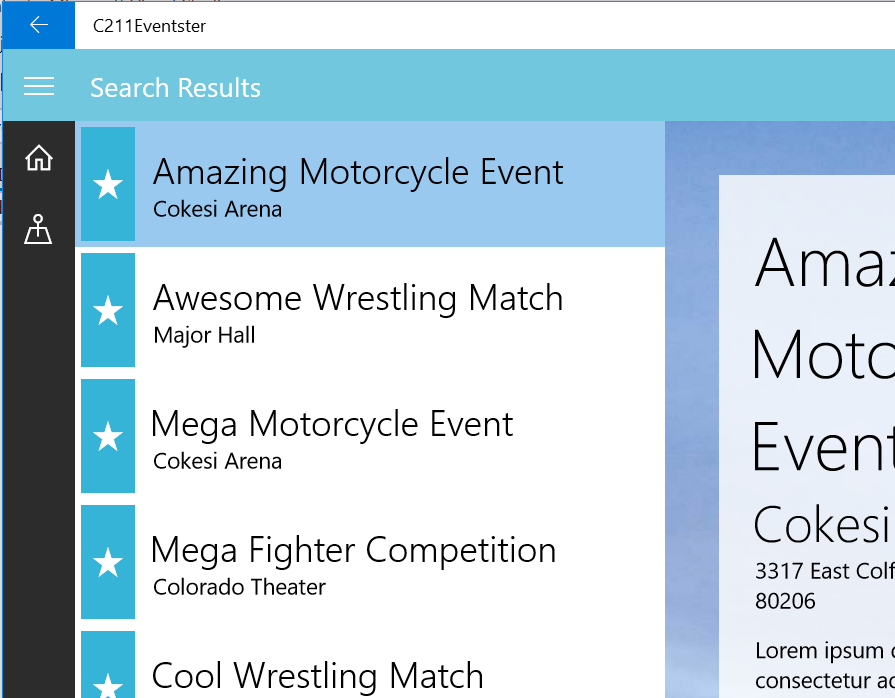 C211Eventster
Search Results
Amazing Motorcycle Event
Cokesi Arena
Awesome Wrestling Match
Major Hall
Mega Motorcycle Event
Cokesi Arena
Mega Fighter Competition
Colorado Theater
Cool Wrestling Match
Amaz
Moto
Event
Cokesi
3317 East Colf
80206
Lorem ipsum
consectetur